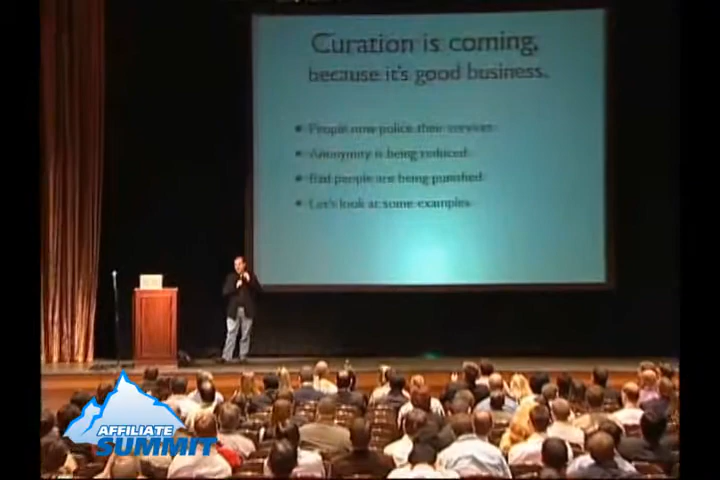 Curation is coming,
because it's good business.
• People now police their services.
• Anonymity is being reduced.
• Bad people are being punished.
• Let's look at some examples.
AFFILIATE
SUMMIT